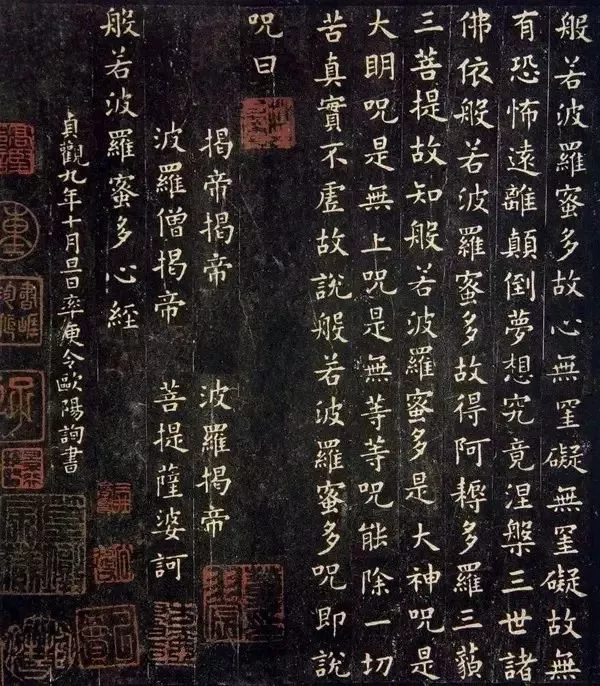 般若波羅蜜多故心無罣礙無罣礙故無
有恐怖遠離顛倒夢想究竟涅槃三世諸
佛依般若波羅蜜多故得阿耨多羅三藐
三菩提故知般若波羅蜜多是大神咒是
大明咒是無上咒是無等等咒能除一切
苦真實不虛故說般若波羅蜜多咒即說
咒曰
揭帝揭帝 波羅揭帝
波羅僧揭帝 菩提薩婆訶
般若波羅蜜多心經
貞觀九年十月旦日率更令歐陽詢書